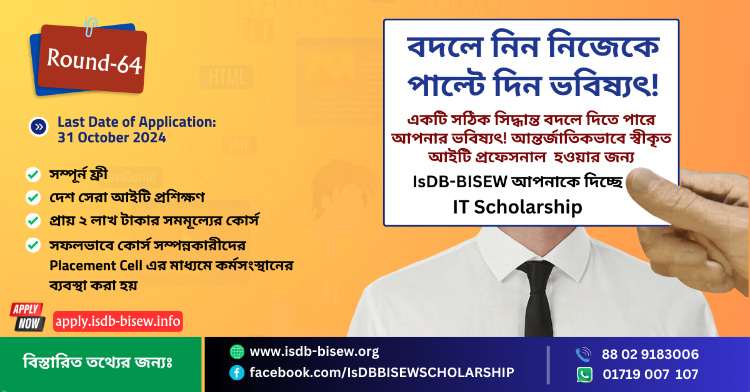 Round-64
Last Date of Application:
31 October 2024
সম্পূর্ন ফ্রী
দেশ সেরা আইটি প্রশিক্ষণ
প্রায় ২ লাখ টাকার সমমূল্যের কোর্স
সফলভাবে কোর্স সম্পন্নকারীদের
Placement Cell এর মাধ্যমে কর্মসংস্থানের
ব্যবস্থা করা হয়
APPLY
NOW
apply.isdb-bisew.info
বদলে নিন নিজেকে
পাল্টে দিন ভবিষ্যৎ!
একটি সঠিক সিদ্ধান্ত বদলে দিতে পারে
আপনার ভবিষ্যৎ! আন্তর্জাতিকভাবে স্বীকৃত
আইটি প্রফেসনাল হওয়ার জন্য
IsDB-BISEW আপনাকে দিচ্ছে
IT Scholarship
HTML
বিস্তারিত তথ্যের জন্যঃ
www.isdb-bisew.org
facebook.com/IsDBBISEWSCHOLARSHIP
88 02 9183006
01719 007 107